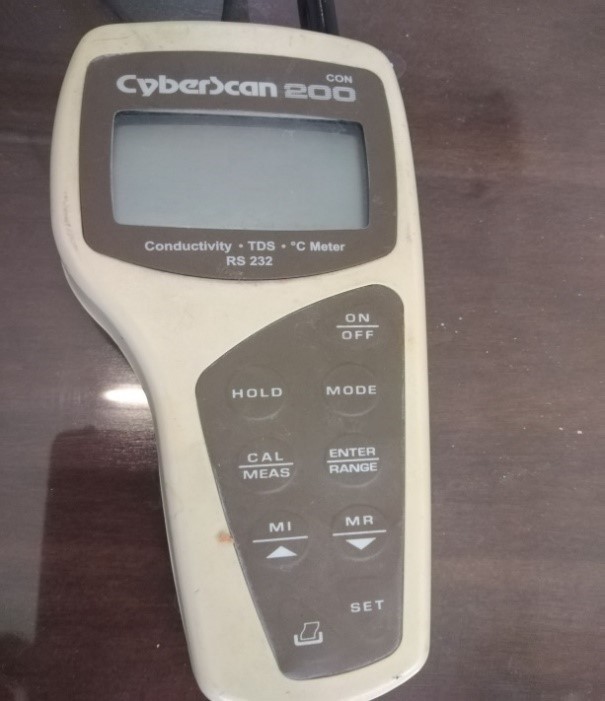 CON
CyberScan 200
Conductivity • TDS • °C Meter
RS 232
ON
OFF
HOLD MODE
CAL
MEAS
ENTER
RANGE
MI
MR
SET